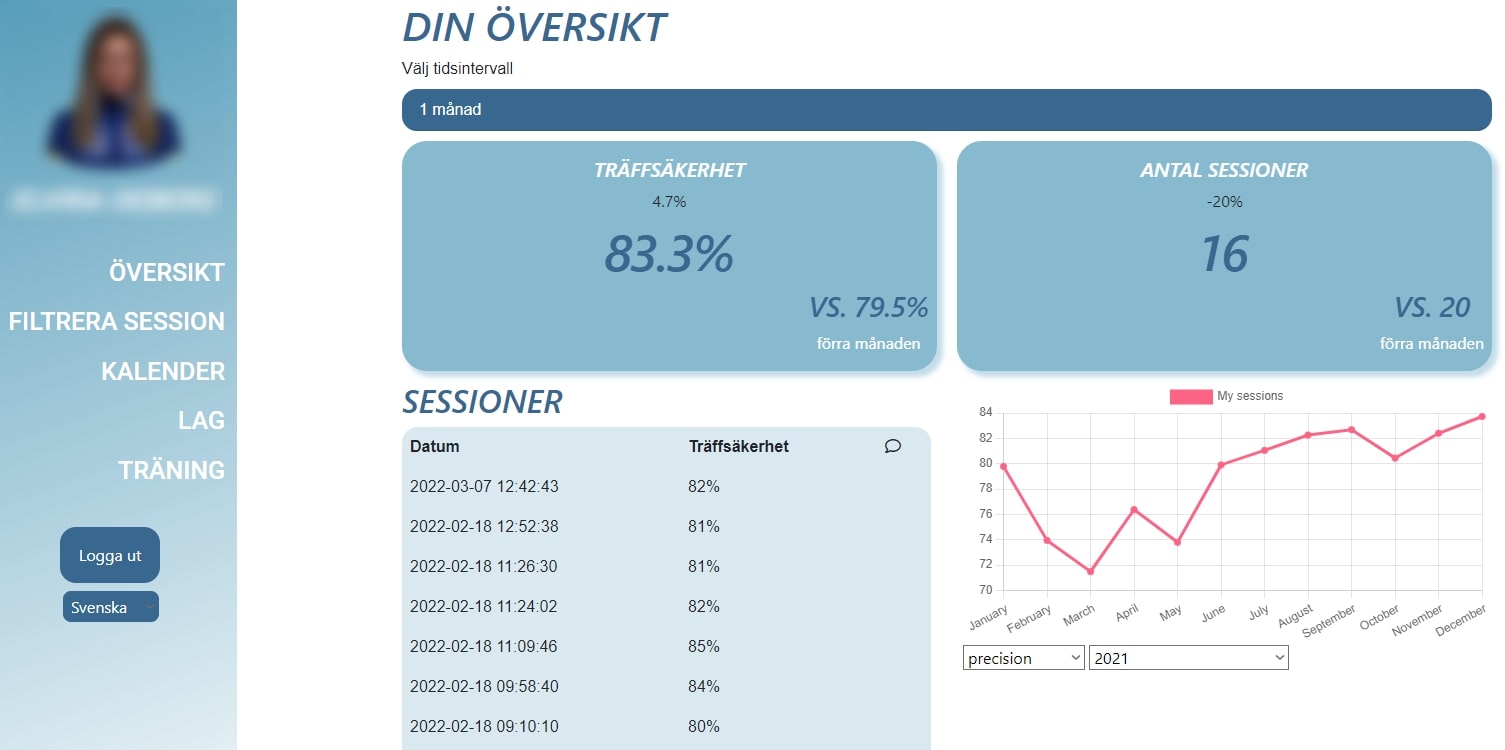 ÖVERSIKT
FILTRERA SESSION
KALENDER
LAG
TRÄNING
Logga ut
Svenska
DIN ÖVERSIKT
Välj tidsintervall
1 månad
TRÄFFSÄKERHET
4.7%
83.3%
VS. 79.5%
förra månaden
ANTAL SESSIONER
-20%
16
VS. 20
förra månaden
SESSIONER
Datum Träffsäkerhet
2022-03-07 12:42:43 82%
2022-02-18 12:52:38 81%
2022-02-18 11:26:30 81%
2022-02-18 11:24:02 82%
2022-02-18 11:09:46 85%
2022-02-18 09:58:40 84%
2022-02-18 09:10:10 80%
My sessions
84
82
80
78
76
74
72
70
January February March April May June July August September October November December
precision 2021